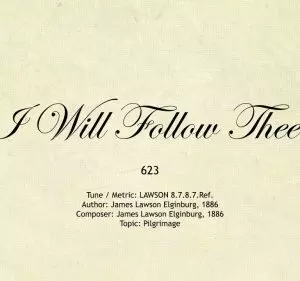 I Will Follow Thee
623
Tune / Metric: LAWSON 8.7.8.7.Ref.
Author: James Lawson Elginburg, 1886
Composer: James Lawson Elginburg, 1886
Topic: Pilgrimage